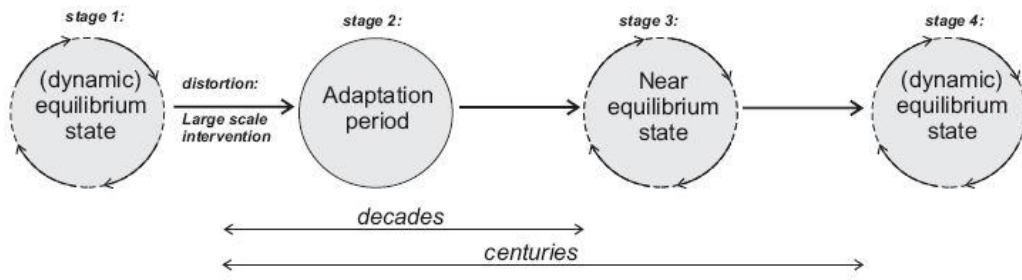 stage 1:
stage 2:
stage 3:
stage 4:
(dynamic)
equilibrium
state
distortion:
Large scale
intervention
Adaptation
period
Near
equilibrium
state
(dynamic)
equilibrium
state
decades
centuries